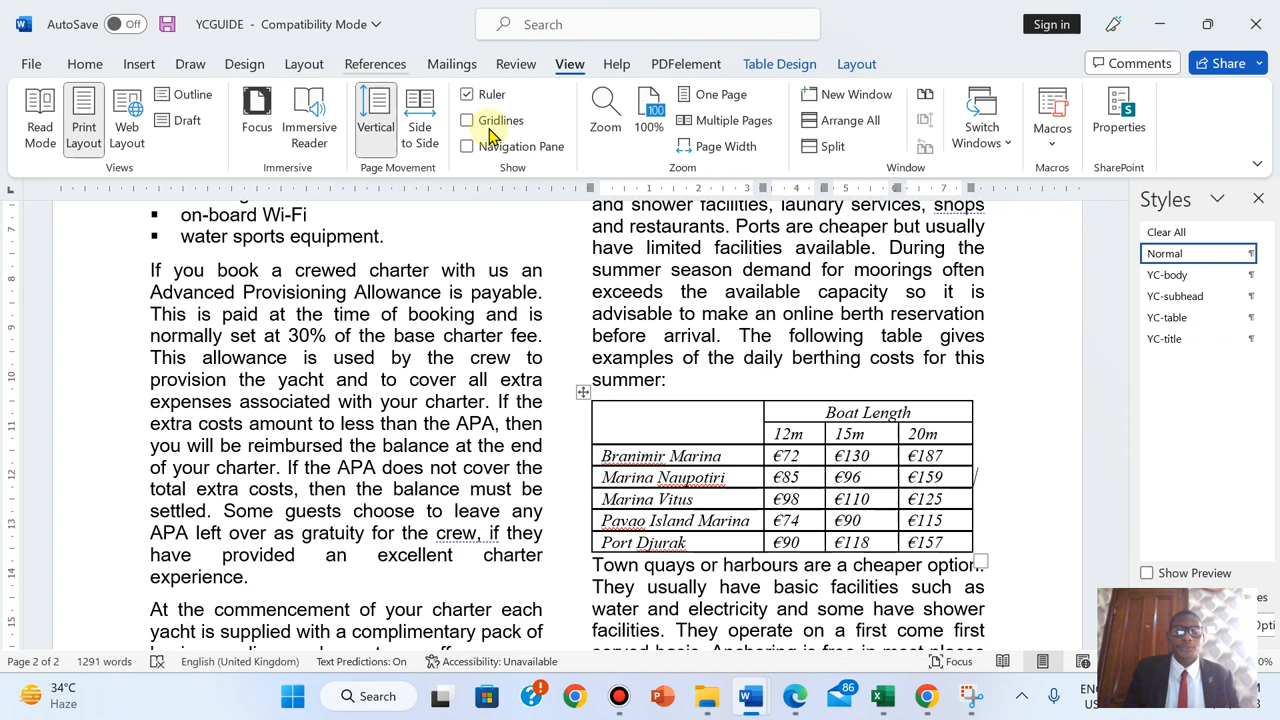 AutoSave Off YCGUIDE - Compatibility Mode Search Sign in
File Home Insert Draw Design Layout References Mailings Review View Help PDFelement Table Design Layout Comments Share
Read Mode Print Layout Web Layout Outline Draft Views
Focus Immersive Reader Immersive
Vertical Side to Side Page Movement
Ruler
Gridlines
Navigation Pane
Show
Zoom 100 100% One Page Multiple Pages Page Width Zoom
New Window Arrange All Split Switch Windows Window
Macros Macros
Properties SharePoint
on-board Wi-Fi
water sports equipment.
If you book a crewed charter with us an
Advanced Provisioning Allowance is payable.
This is paid at the time of booking and is
normally set at 30% of the base charter fee.
This allowance is used by the crew to
provision the yacht and to cover all extra
expenses associated with your charter. If the
extra costs amount to less than the APA, then
you will be reimbursed the balance at the end
of your charter. If the APA does not cover the
total extra costs, then the balance must be
settled. Some guests choose to leave any
APA left over as gratuity for the crew, if they
have provided an excellent charter
experience.
At the commencement of your charter each
yacht is supplied with a complimentary pack of
and shower facilities, laundry services, shops
and restaurants. Ports are cheaper but usually
have limited facilities available. During the
summer season demand for moorings often
exceeds the available capacity so it is
advisable to make an online berth reservation
before arrival. The following table gives
examples of the daily berthing costs for this
summer:
Boat Length
12m 15m 20m
Branimir Marina €72 €130 €187
Marina Naupotiri €85 €96 €159
Marina Vitus €98 €110 €125
Pavao Island Marina €74 €90 €115
Port Djurak €90 €118 €157
Town quays or harbours are a cheaper option.
They usually have basic facilities such as
water and electricity and some have shower
facilities. They operate on a first come first
served basis. Anchoring is free in most places
Styles
Clear All
Normal
YC-body
YC-subhead
YC-table
YC-title
Show Preview
Page 2 of 2 1291 words English (United States) Text Predictions: On Accessibility: Unavailable Focus
34°C
Haze
Search
86